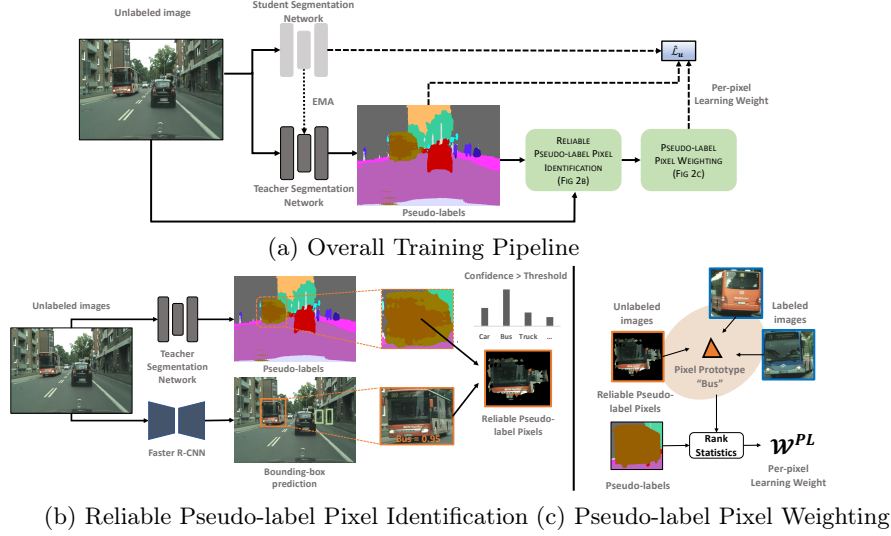 Unlabeled image
Student Segmentation
Network
EMA
Teacher Segmentation
Network
Pseudo-labels
RELIABLE
PSEUDO-LABEL PIXEL
IDENTIFICATION
(FIG 2B)
PSEUDO-LABEL
PIXEL WEIGHTING
(FIG 2C)
Per-pixel
Learning Weight
L̂u
(a) Overall Training Pipeline
Unlabeled images
Teacher
Segmentation
Network
Pseudo-labels
Faster R-CNN
Bounding-box
prediction
Bus = 0.95
Confidence > Threshold
Car Bus Truck ...
Reliable Pseudo-label
Pixels
(b) Reliable Pseudo-label Pixel Identification
Unlabeled
images
Labeled
images
Pixel Prototype
"Bus"
Reliable Pseudo-
label Pixels
Pseudo-labels
Rank
Statistics
𝒲^PL
Per-pixel
Learning Weight
(c) Pseudo-label Pixel Weighting